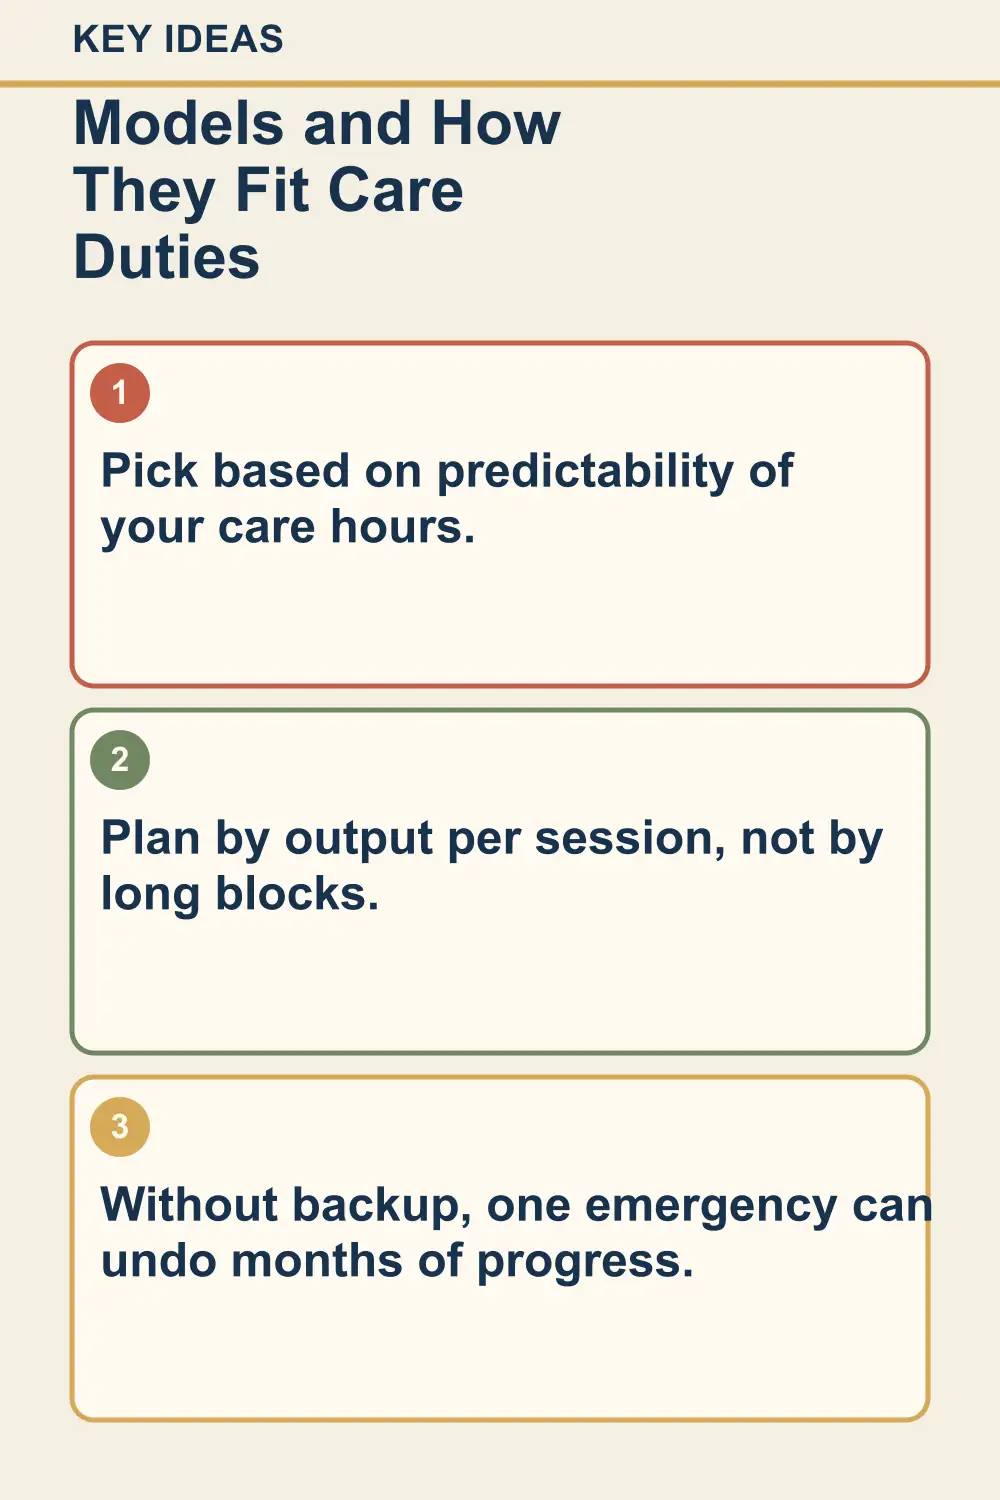 KEY IDEAS
Models and How
They Fit Care
Duties
1
Pick based on predictability of
your care hours.
2
Plan by output per session, not by
long blocks.
3
Without backup, one emergency can
undo months of progress.